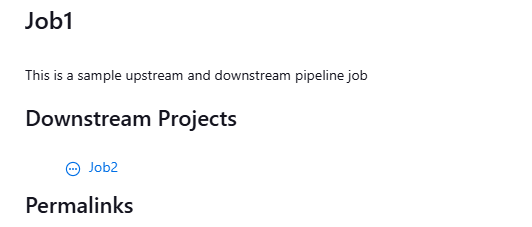 Job1
This is a sample upstream and downstream pipeline job
Downstream Projects
Job2
Permalinks